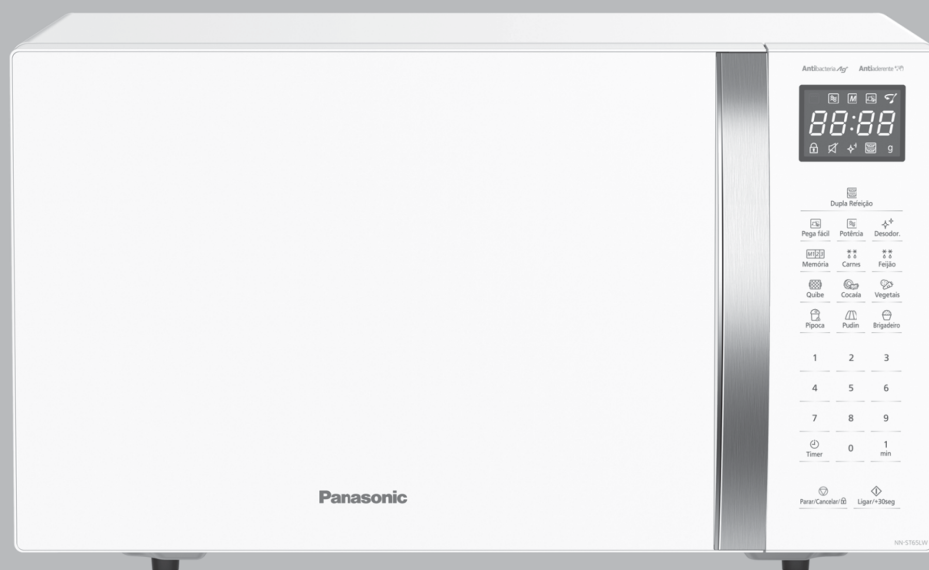 Antibacteria Ag+ Antiaderente
88:88
g
Dupla Refeição
Pega fácil Potência Desodor.
Memória Carnes Feijão
Quibe Cocada Vegetais
Pipoca Pudin Brigadeiro
1 2 3
4 5 6
7 8 9
Timer 0 1 min
Parar/Cancelar/ Ligar/+30seg
Panasonic
NN-ST65LW